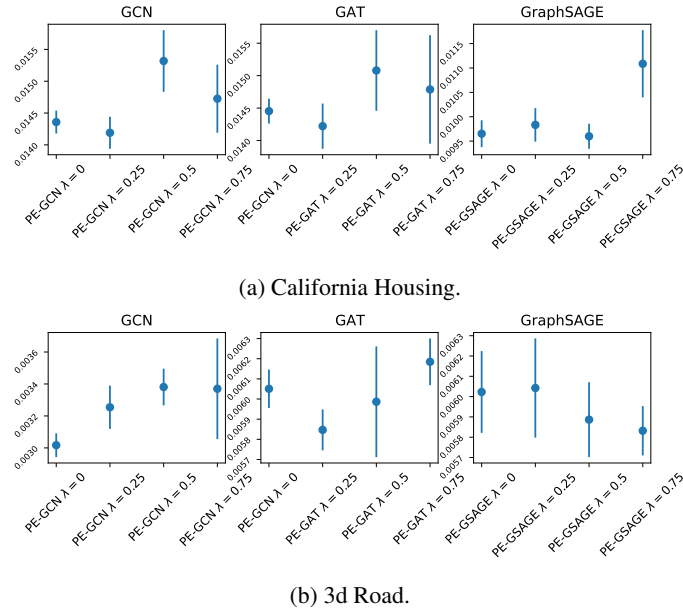 GCN
GAT
GraphSAGE
0.0155
0.0150
0.0145
0.0140
0.0155
0.0150
0.0145
0.0140
0.0115
0.0110
0.0105
0.0100
0.0095
PE-GCN λ = 0
PE-GCN λ = 0.25
PE-GCN λ = 0.5
PE-GCN λ = 0.75
PE-GCN λ = 0
PE-GAT λ = 0.25
PE-GAT λ = 0.5
PE-GAT λ = 0.75
PE-GSAGE λ = 0
PE-GSAGE λ = 0.25
PE-GSAGE λ = 0.5
PE-GSAGE λ = 0.75
(a) California Housing.
GCN
GAT
GraphSAGE
0.0036
0.0034
0.0032
0.0030
0.0063
0.0062
0.0061
0.0060
0.0059
0.0058
0.0057
0.0063
0.0062
0.0061
0.0060
0.0059
0.0058
0.0057
PE-GCN λ = 0
PE-GCN λ = 0.25
PE-GCN λ = 0.5
PE-GCN λ = 0.75
PE-GCN λ = 0
PE-GAT λ = 0.25
PE-GAT λ = 0.5
PE-GAT λ = 0.75
PE-GSAGE λ = 0
PE-GSAGE λ = 0.25
PE-GSAGE λ = 0.5
PE-GSAGE λ = 0.75
(b) 3d Road.